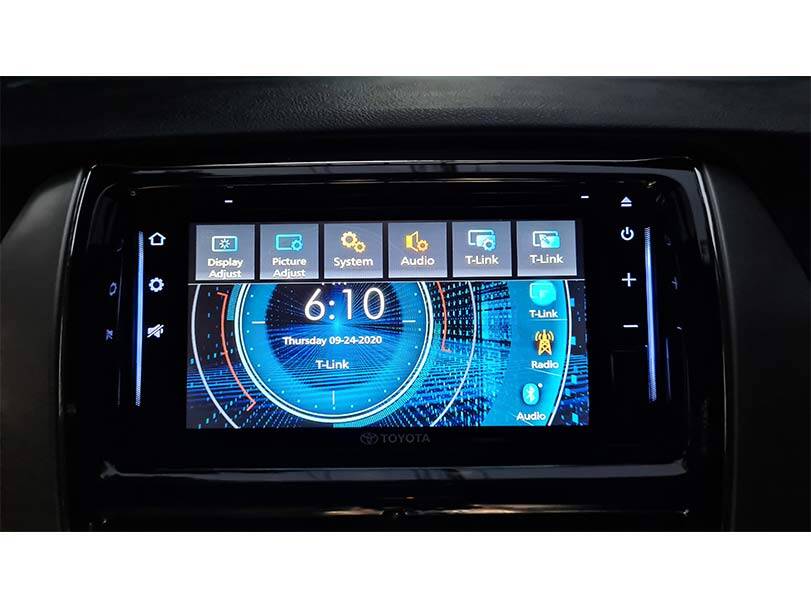 Display
Adjust
Picture
Adjust
System
Audio
T-Link
T-Link
6:10
Thursday 09-24-2020
T-Link
T-Link
Radio
Audio
TOYOTA